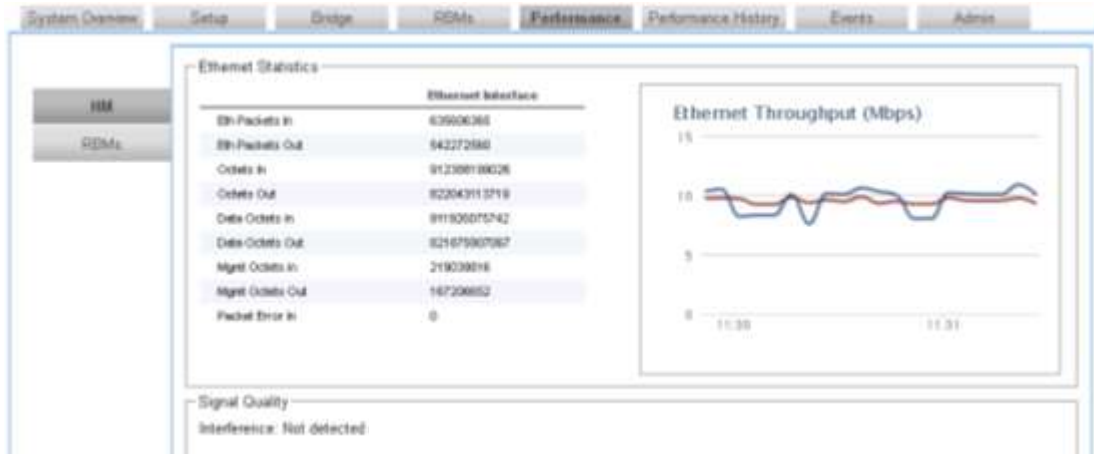 System Overview Setup Bridge RBMs Performance Performance History Events Admin
HM
RBMs
Ethernet Statistics
Ethernet Interface
Eth Packets In
Eth Packets Out
Octets In
Octets Out
Data Octets In
Data Octets Out
Mgmt Octets In
Mgmt Octets Out
Packet Error In 0
Ethernet Throughput (Mbps)
15
10
5
0
11:30 11:31
Signal Quality
Interference: Not detected